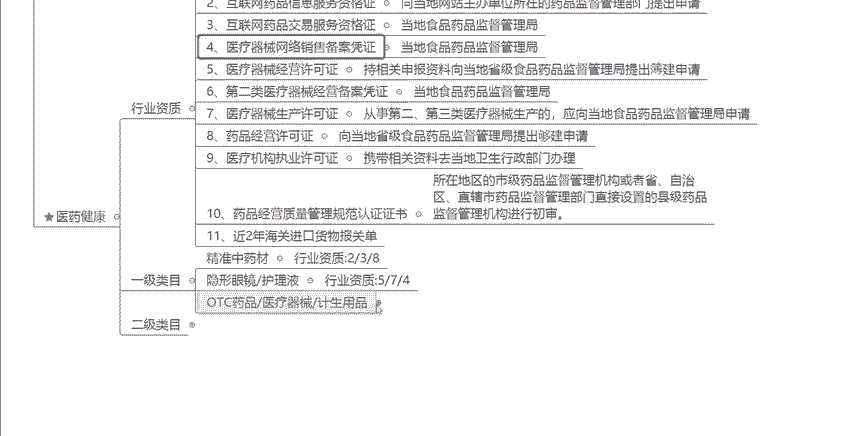 2、互联网药品信息服务资格证 向当地网站主办单位所在的药品监督管理部门提出申请
3、互联网药品交易服务资格证 当地食品药品监督管理局
4、医疗器械网络销售备案凭证 当地食品药品监督管理局
5、医疗器械经营许可证 持相关申报资料向当地省级食品药品监督管理局提出薄建申请
6、第二类医疗器械经营备案凭证 当地食品药品监督管理局
行业资质
7、医疗器械生产许可证 从事第二、第三类医疗器械生产的，应向当地食品药品监督管理局申请
8、药品经营许可证 向当地省级食品药品监督管理局提出够建申请
9、医疗机构执业许可证 携带相关资料去当地卫生行政部门办理
所在地区的市级药品监督管理机构或者省、自治
区、直辖市药品监督管理部门直接设置的县级药品
监督管理机构进行初审。
10、药品经营质量管理规范认证证书
★医药健康
11、近2年海关进口货物报关单
精准中药材 行业资质:2/3/8
一级类目
隐形眼镜/护理液 行业资质:5/7/4
OTC药品/医疗器械/计生用品
二级类目